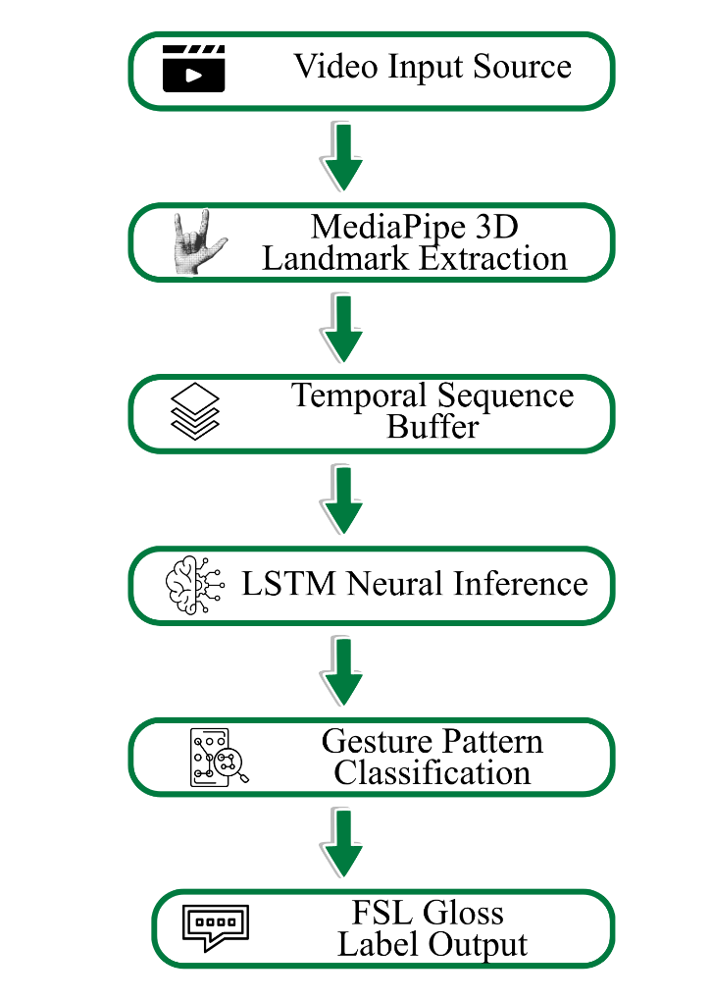 Video Input Source
MediaPipe 3D
Landmark Extraction
Temporal Sequence
Buffer
LSTM Neural Inference
Gesture Pattern
Classification
FSL Gloss
Label Output